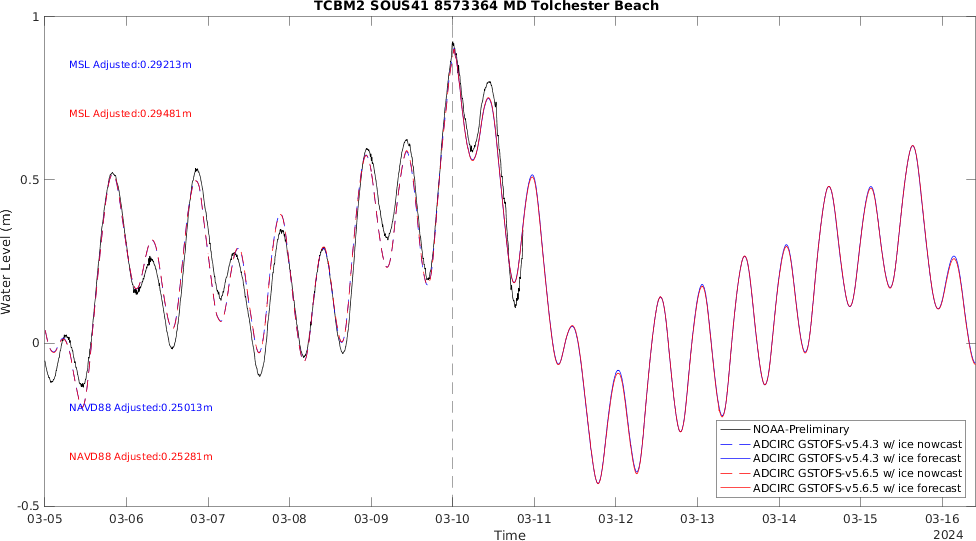 TCBM2 SOUS41 8573364 MD Tolchester Beach
1
0.5
0
-0.5
Water Level (m)
MSL Adjusted:0.29213m
MSL Adjusted:0.29481m
NAVD88 Adjusted:0.25013m
NAVD88 Adjusted:0.25281m
NOAA-Preliminary
ADCIRC GSTOFS-v5.4.3 w/ ice nowcast
ADCIRC GSTOFS-v5.4.3 w/ ice forecast
ADCIRC GSTOFS-v5.6.5 w/ ice nowcast
ADCIRC GSTOFS-v5.6.5 w/ ice forecast
03-05 03-06 03-07 03-08 03-09 03-10 03-11 03-12 03-13 03-14 03-15 03-16
Time
2024